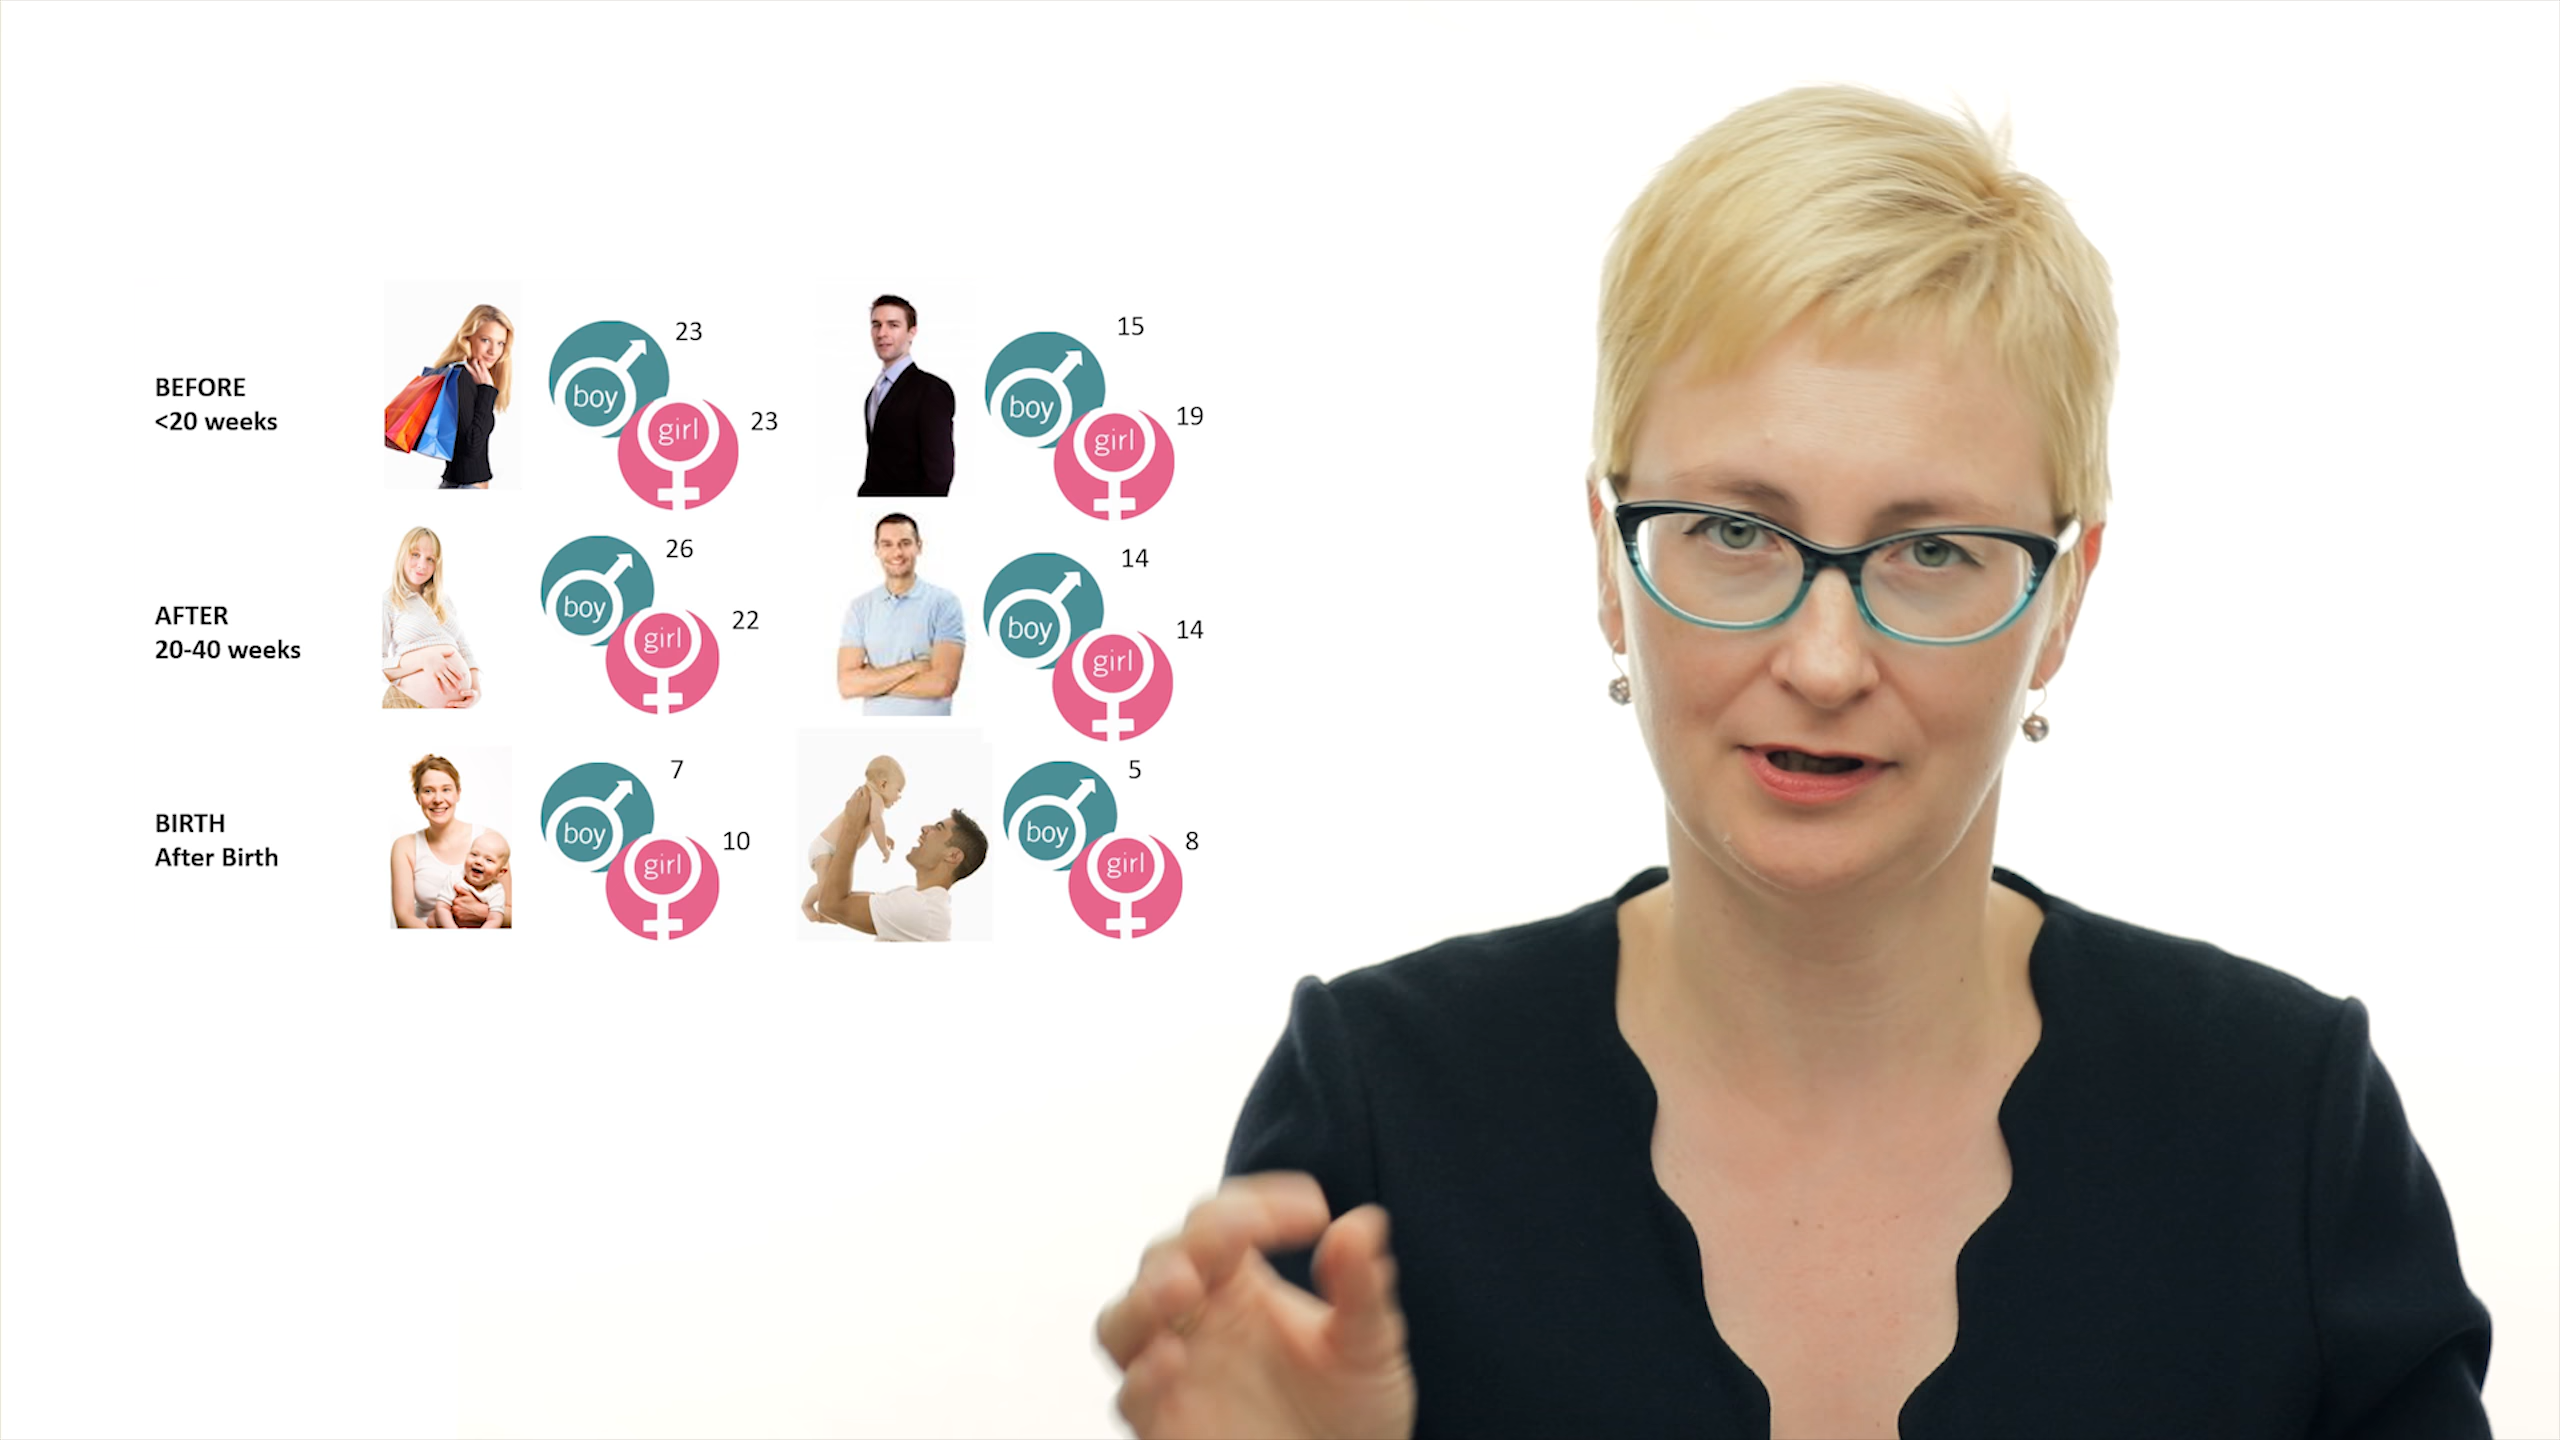 BEFORE
<20 weeks
boy 23
girl 23
boy 15
girl 19
AFTER
20-40 weeks
boy 26
girl 22
boy 14
girl 14
BIRTH
After Birth
boy 7
girl 10
boy 5
girl 8